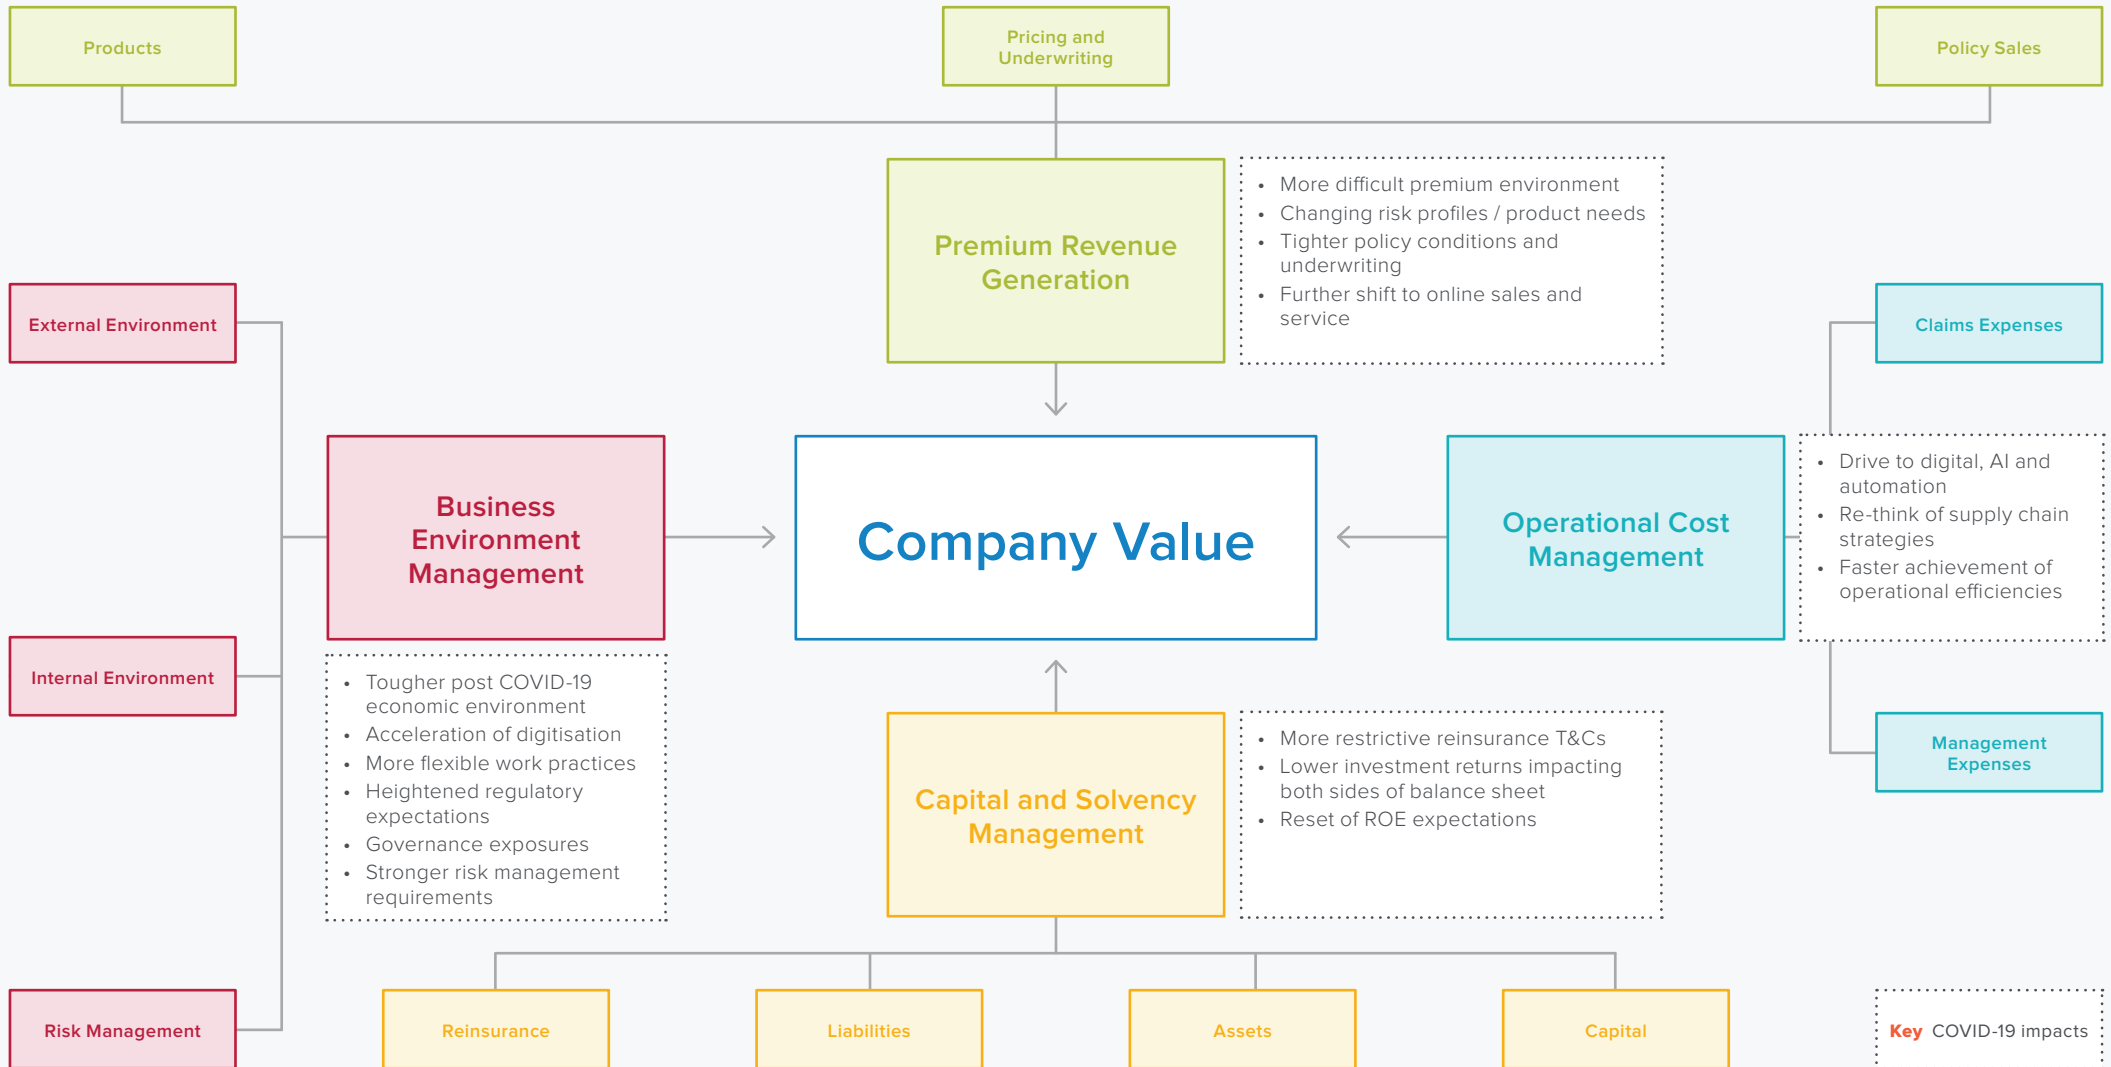 Products
Pricing and
Underwriting
Policy Sales
Premium Revenue
Generation
• More difficult premium environment
• Changing risk profiles / product needs
• Tighter policy conditions and
underwriting
• Further shift to online sales and
service
External Environment
Claims Expenses
Business
Environment
Management
Company Value
Operational Cost
Management
• Drive to digital, AI and
automation
• Re-think of supply chain
strategies
• Faster achievement of
operational efficiencies
Internal Environment
• Tougher post COVID-19
economic environment
• Acceleration of digitisation
• More flexible work practices
• Heightened regulatory
expectations
• Governance exposures
• Stronger risk management
requirements
Capital and Solvency
Management
• More restrictive reinsurance T&Cs
• Lower investment returns impacting
both sides of balance sheet
• Reset of ROE expectations
Management
Expenses
Risk Management
Reinsurance
Liabilities
Assets
Capital
Key COVID-19 impacts